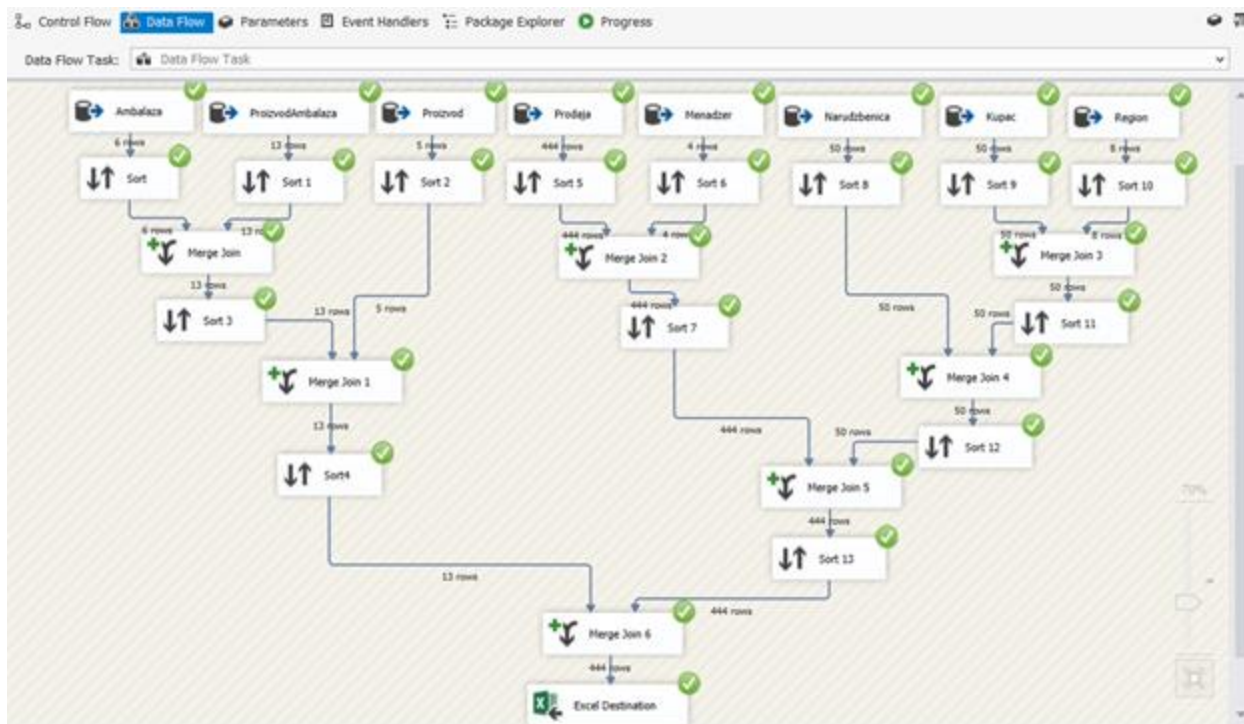 Control Flow Data Flow Parameters Event Handlers Package Explorer Progress
Data Flow Task: Data Flow Task
Ambalaza ProizvodAmbalaza Proizvod Prodaja Menadzer Narudzbenica Kupac Region
6 rows 13 rows 5 rows 444 rows 4 rows 50 rows 50 rows 8 rows
Sort Sort 1 Sort 2 Sort 5 Sort 6 Sort 8 Sort 9 Sort 10
6 rows 13 444 rows 4 rows 50 rows 8 rows
Merge Join Merge Join 2 Merge Join 3
13 rows 50 rows
13 rows 5 rows 444 rows 50 rows 50 rows
Sort 3 Sort 7 Sort 11
Merge Join 1 Merge Join 4
13 rows 50 rows
444 rows 50 rows
Sort4 Sort 12
Merge Join 5
444 rows
Sort 13
13 rows
444 rows
Merge Join 6
444 rows
Excel Destination